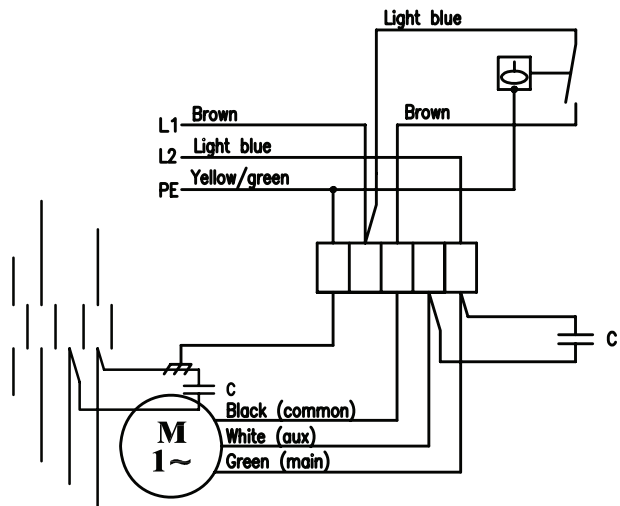 Light blue
Brown
L1 Brown
L2 Light blue
PE Yellow/green
C
C
Black (common)
White (aux)
Green (main)
M
1~